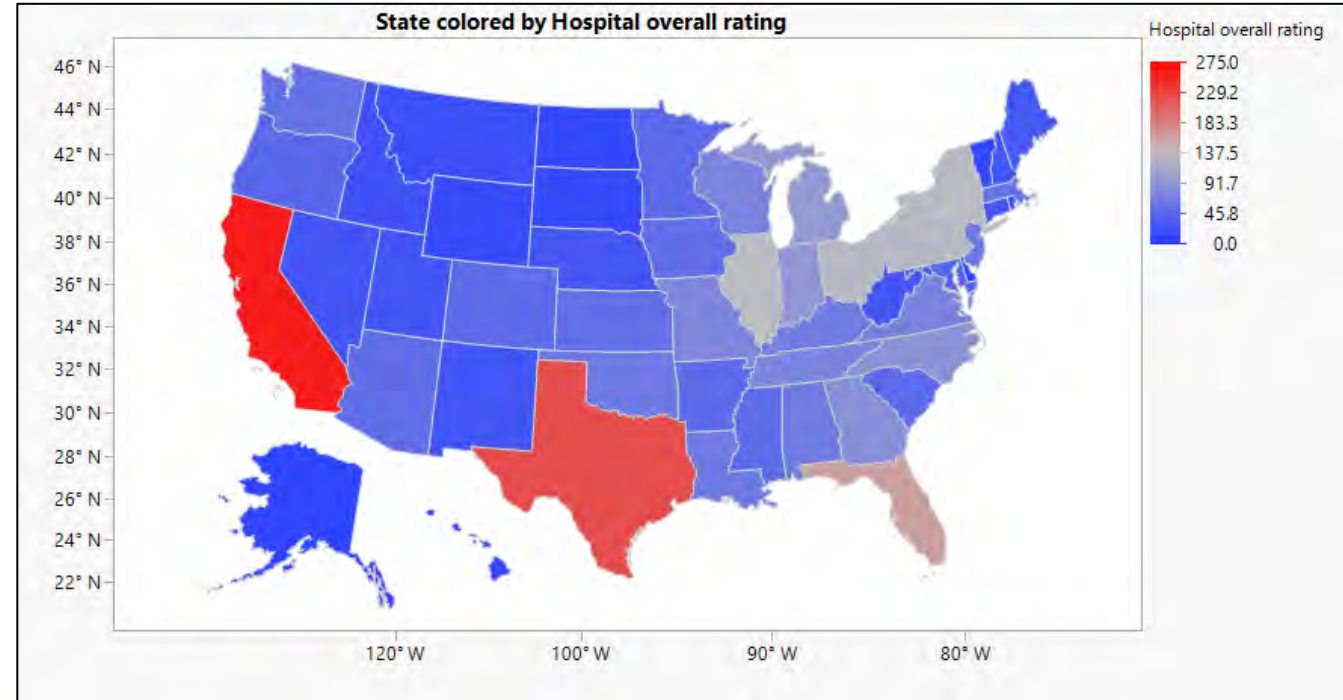 State colored by Hospital overall rating
Hospital overall rating
275.0
229.2
183.3
137.5
91.7
45.8
0.0
46° N
44° N
42° N
40° N
38° N
36° N
34° N
32° N
30° N
28° N
26° N
24° N
22° N
120° W
100° W
90° W
80° W